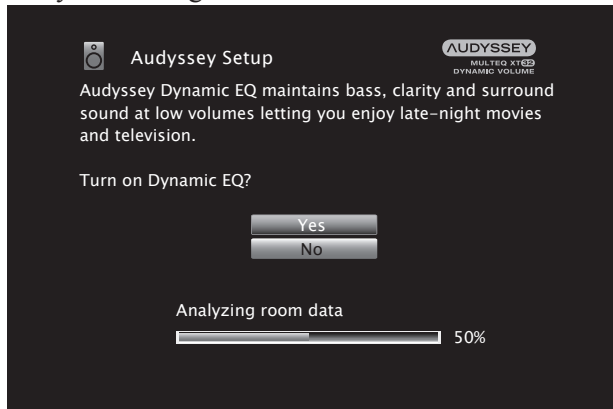 Audyssey Setup
AUDYSSEY
MULTEQ XT32
DYNAMIC VOLUME
Audyssey Dynamic EQ maintains bass, clarity and surround
sound at low volumes letting you enjoy late-night movies
and television.
Turn on Dynamic EQ?
Yes
No
Analyzing room data
50%